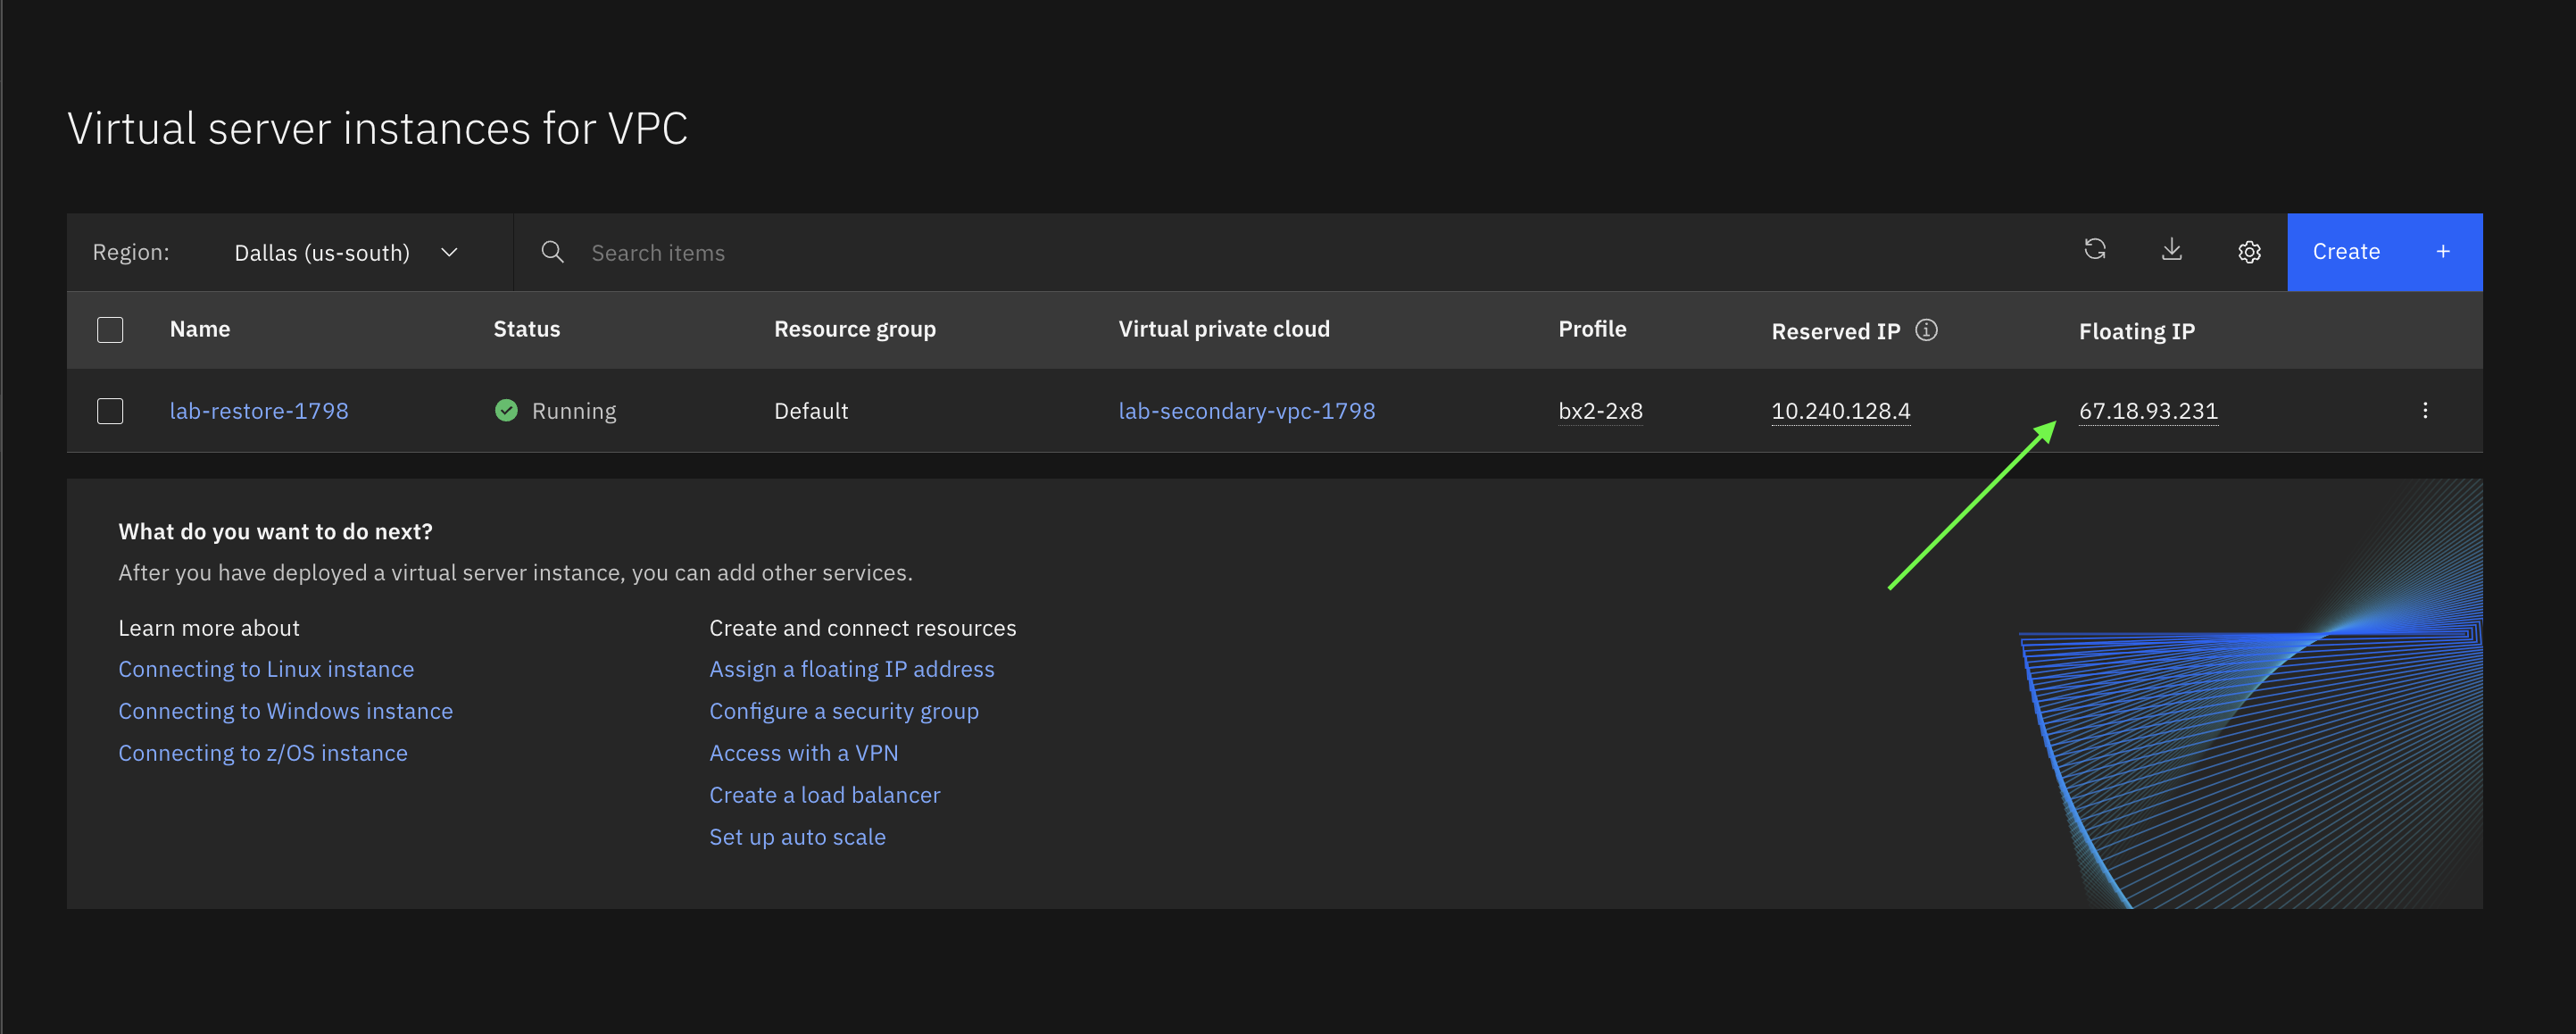 Virtual server instances for VPC
Region: Dallas (us-south) Search items Create +
Name Status Resource group Virtual private cloud Profile Reserved IP Floating IP
lab-restore-1798 Running Default lab-secondary-vpc-1798 bx2-2x8 10.240.128.4 67.18.93.231
What do you want to do next?
After you have deployed a virtual server instance, you can add other services.
Learn more about
Connecting to Linux instance
Connecting to Windows instance
Connecting to z/OS instance
Create and connect resources
Assign a floating IP address
Configure a security group
Access with a VPN
Create a load balancer
Set up auto scale